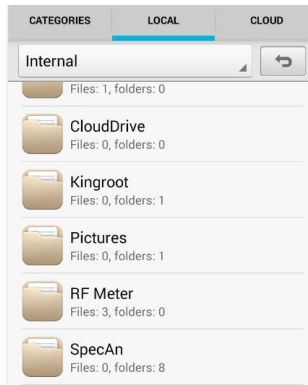 CATEGORIES LOCAL CLOUD
Internal
Files: 1, folders: 0
CloudDrive
Files: 0, folders: 0
Kingroot
Files: 0, folders: 1
Pictures
Files: 0, folders: 1
RF Meter
Files: 3, folders: 0
SpecAn
Files: 0, folders: 8